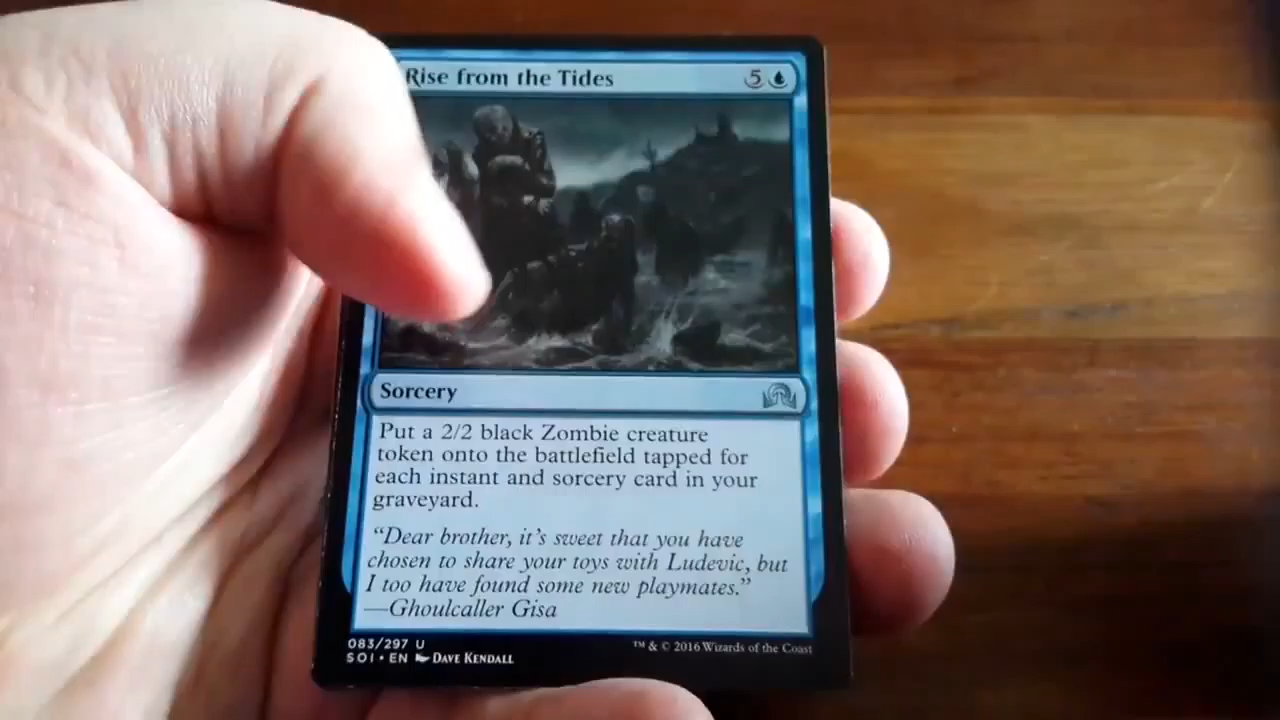 Rise from the Tides 5
Sorcery
Put a 2/2 black Zombie creature
token onto the battlefield tapped for
each instant and sorcery card in your
graveyard.
“Dear brother, it’s sweet that you have
chosen to share your toys with Ludevic, but
I too have found some new playmates.”
—Ghoulcaller Gisa
083/297 U
SOI • EN DAVE KENDALL
™ & © 2016 Wizards of the Coast